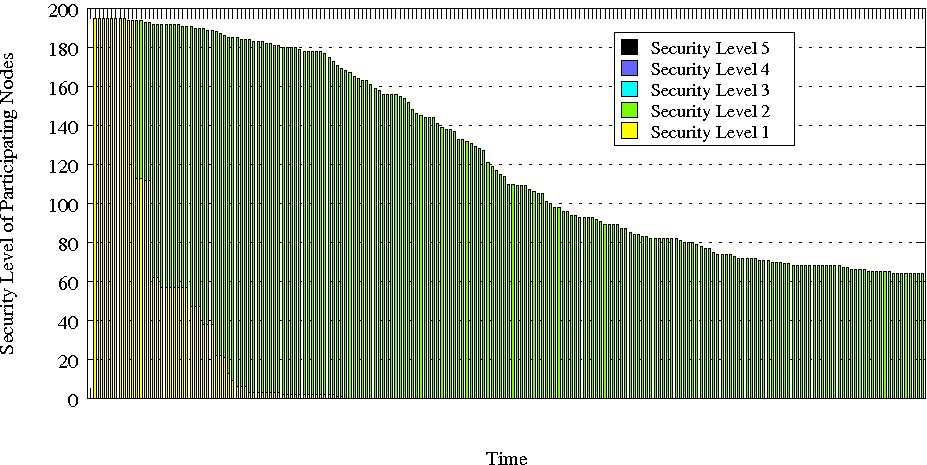 Security Level of Participating Nodes
200
180
160
140
120
100
80
60
40
20
0
Security Level 5
Security Level 4
Security Level 3
Security Level 2
Security Level 1
Time